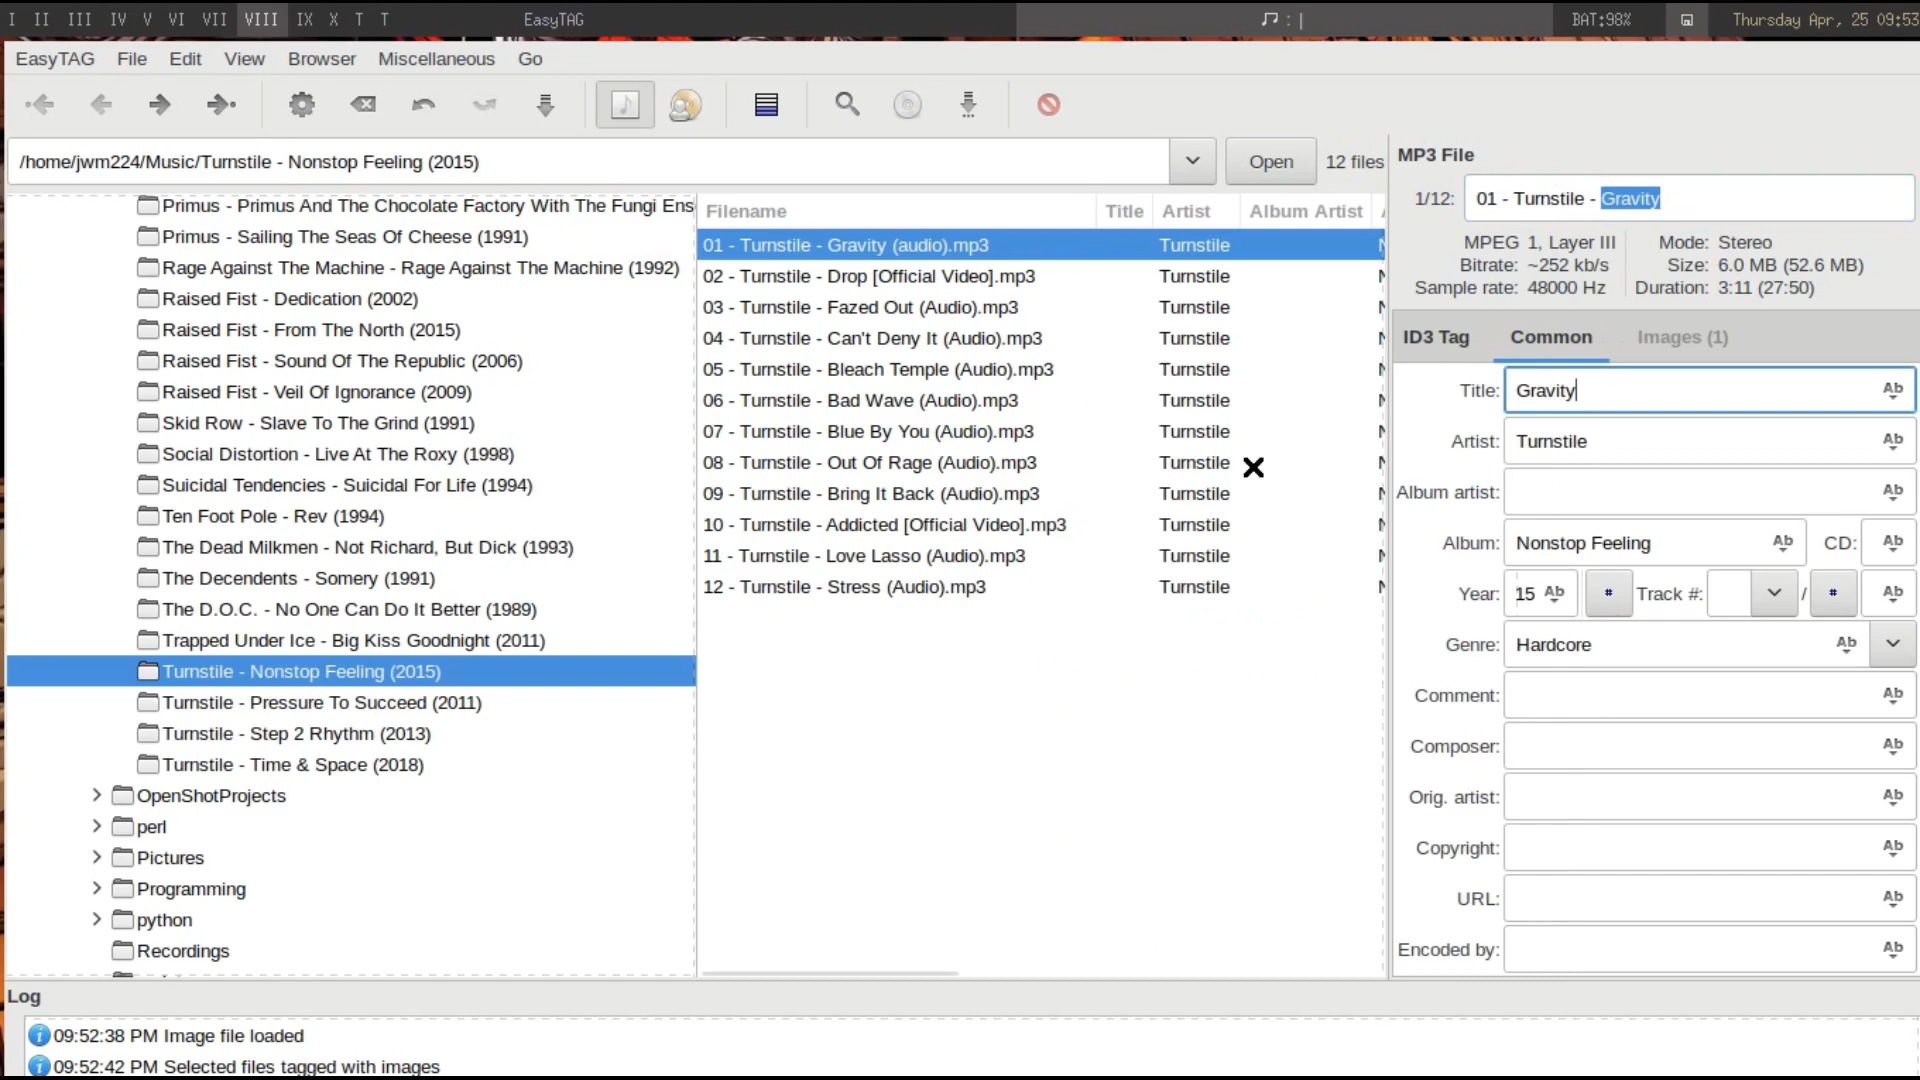 I II III IV V VI VII VIII IX X T T EasyTAG : | BAT:98% Thursday Apr, 25 09:53
EasyTAG File Edit View Browser Miscellaneous Go
/home/jwm224/Music/Turnstile - Nonstop Feeling (2015) Open 12 files
Primus - Primus And The Chocolate Factory With The Fungi Ens
Primus - Sailing The Seas Of Cheese (1991)
Rage Against The Machine - Rage Against The Machine (1992)
Raised Fist - Dedication (2002)
Raised Fist - From The North (2015)
Raised Fist - Sound Of The Republic (2006)
Raised Fist - Veil Of Ignorance (2009)
Skid Row - Slave To The Grind (1991)
Social Distortion - Live At The Roxy (1998)
Suicidal Tendencies - Suicidal For Life (1994)
Ten Foot Pole - Rev (1994)
The Dead Milkmen - Not Richard, But Dick (1993)
The Decendents - Somery (1991)
The D.O.C. - No One Can Do It Better (1989)
Trapped Under Ice - Big Kiss Goodnight (2011)
Turnstile - Nonstop Feeling (2015)
Turnstile - Pressure To Succeed (2011)
Turnstile - Step 2 Rhythm (2013)
Turnstile - Time & Space (2018)
OpenShotProjects
perl
Pictures
Programming
python
Recordings
Filename Title Artist Album Artist
01 - Turnstile - Gravity (audio).mp3 Turnstile
02 - Turnstile - Drop [Official Video].mp3 Turnstile
03 - Turnstile - Fazed Out (Audio).mp3 Turnstile
04 - Turnstile - Can't Deny It (Audio).mp3 Turnstile
05 - Turnstile - Bleach Temple (Audio).mp3 Turnstile
06 - Turnstile - Bad Wave (Audio).mp3 Turnstile
07 - Turnstile - Blue By You (Audio).mp3 Turnstile
08 - Turnstile - Out Of Rage (Audio).mp3 Turnstile
09 - Turnstile - Bring It Back (Audio).mp3 Turnstile
10 - Turnstile - Addicted [Official Video].mp3 Turnstile
11 - Turnstile - Love Lasso (Audio).mp3 Turnstile
12 - Turnstile - Stress (Audio).mp3 Turnstile
MP3 File
1/12: 01 - Turnstile - Gravity
MPEG 1, Layer III Mode: Stereo
Bitrate: ~252 kb/s Size: 6.0 MB (52.6 MB)
Sample rate: 48000 Hz Duration: 3:11 (27:50)
ID3 Tag Common Images (1)
Title: Gravity
Artist: Turnstile
Album artist:
Album: Nonstop Feeling CD:
Year: 15 # Track #: / #
Genre: Hardcore
Comment:
Composer:
Orig. artist:
Copyright:
URL:
Encoded by:
Log
09:52:38 PM Image file loaded
09:52:42 PM Selected files tagged with images